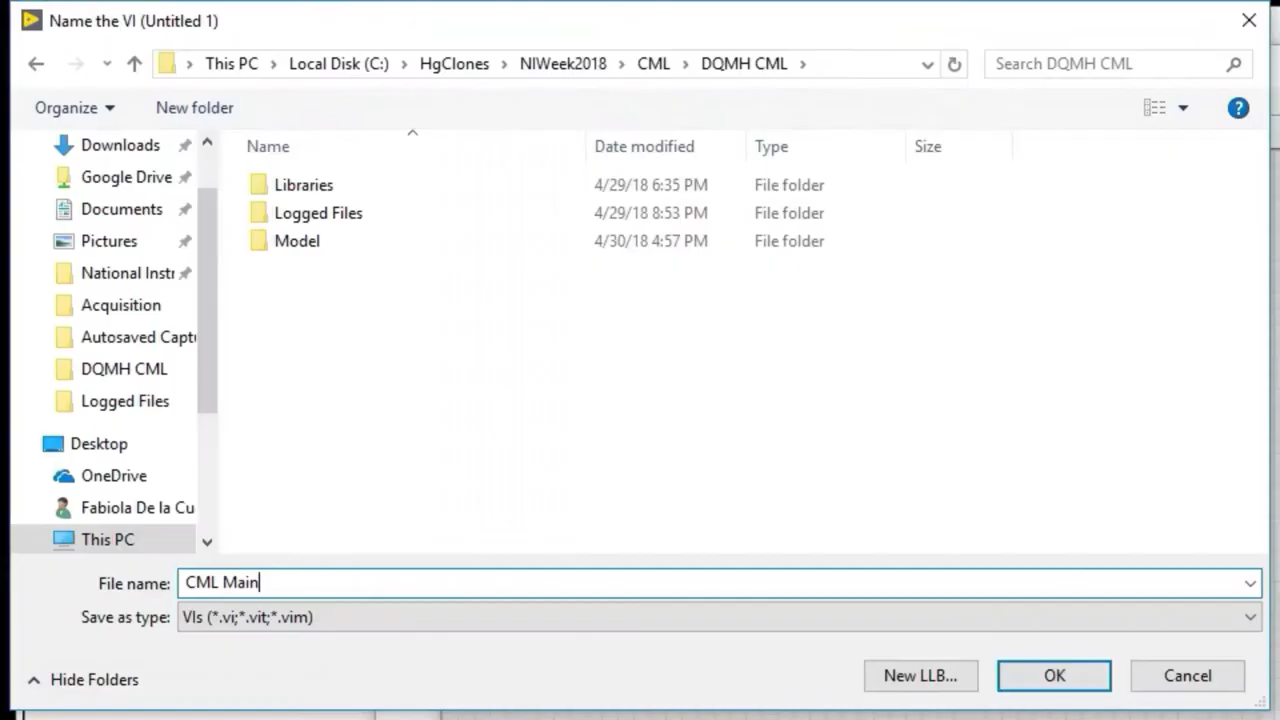 Name the VI (Untitled 1)
This PC > Local Disk (C:) > HgClones > NIWeek2018 > CML > DQMH CML >
Search DQMH CML
Organize
New folder
?
Name
Date modified
Type
Size
Downloads
Google Drive
Documents
Pictures
National Instr
Acquisition
Autosaved Captu
DQMH CML
Logged Files
Desktop
OneDrive
Fabiola De la Cu
This PC
Libraries 4/29/18 6:35 PM File folder
Logged Files 4/29/18 8:53 PM File folder
Model 4/30/18 4:57 PM File folder
File name: CML Main
Save as type: VIs (*.vi;*.vit;*.vim)
Hide Folders
New LLB...
OK
Cancel